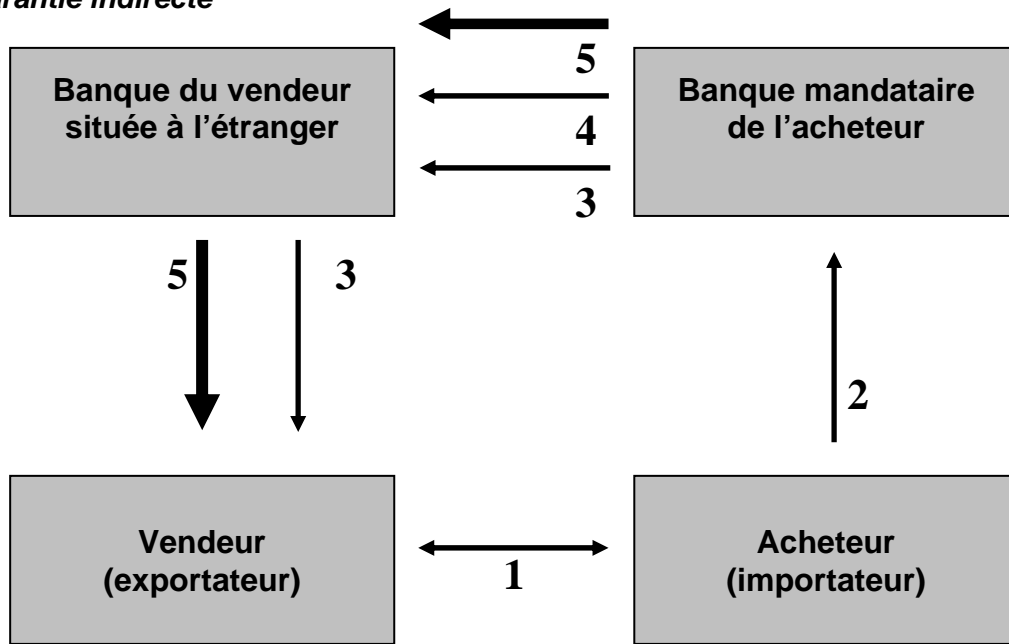 rantie indirecte
5
Banque du vendeur
située à l'étranger
Banque mandataire
de l'acheteur
4
3
5
3
2
Vendeur
(exportateur)
1
Acheteur
(importateur)